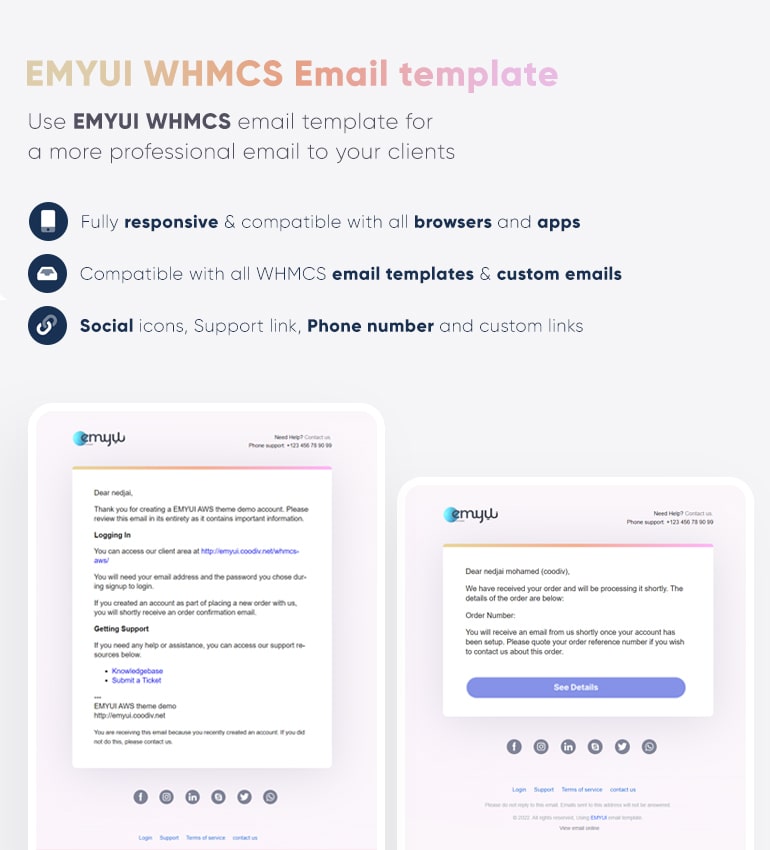 EMYUI WHMCS Email template
Use EMYUI WHMCS email template for
a more professional email to your clients
Fully responsive & compatible with all browsers and apps
Compatible with all WHMCS email templates & custom emails
Social icons, Support link, Phone number and custom links
emyui
Need Help? Contact us.
Phone support: +123 456 78 90 99
Dear nedjai,
Thank you for creating a EMYUI AWS theme demo account. Please
review this email in its entirety as it contains important information.
Logging In
You can access our client area at http://emyui.coodiv.net/whmcs-
aws/
You will need your email address and the password you chose dur-
ing signup to login.
If you created an account as part of placing a new order with us,
you will shortly receive an order confirmation email.
Getting Support
If you need any help or assistance, you can access our support re-
sources below.
• Knowledgebase
• Submit a Ticket
---
EMYUI AWS theme demo
http://emyui.coodiv.net
You are receiving this email because you recently created an account. If you did
not do this, please contact us.
Login Support Terms of service contact us
emyui
Need Help? Contact us.
Phone support: +123 456 78 90 99
Dear nedjai mohamed (coodiv),
We have received your order and will be processing it shortly. The
details of the order are below:
Order Number:
You will receive an email from us shortly once your account has
been setup. Please quote your order reference number if you wish
to contact us about this order.
See Details
Login Support Terms of service contact us
Please do not reply to this email. Emails sent to this address will not be answered.
© 2022. All rights reserved, Using EMYUI email template.
View email online